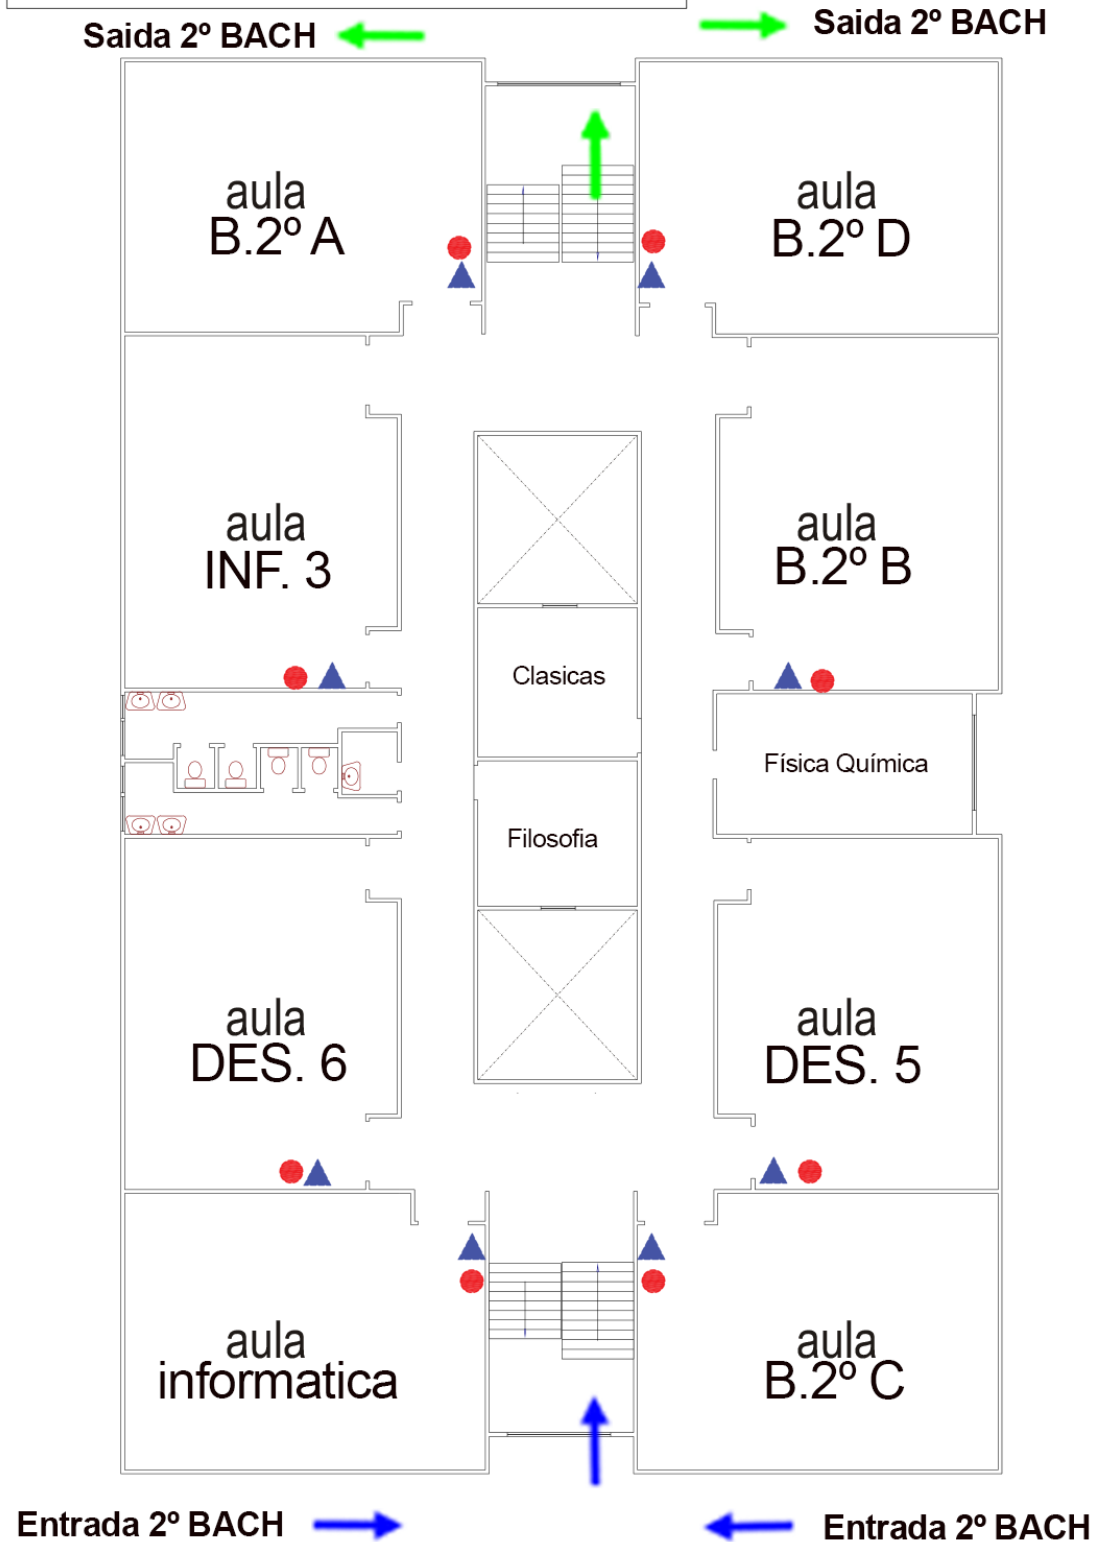 Saida 2º BACH
Saida 2º BACH
aula
B.2º A
aula
B.2º D
aula
INF. 3
aula
B.2º B
Clasicas
Física Química
Filosofia
aula
DES. 6
aula
DES. 5
aula
informatica
aula
B.2º C
Entrada 2º BACH
Entrada 2º BACH